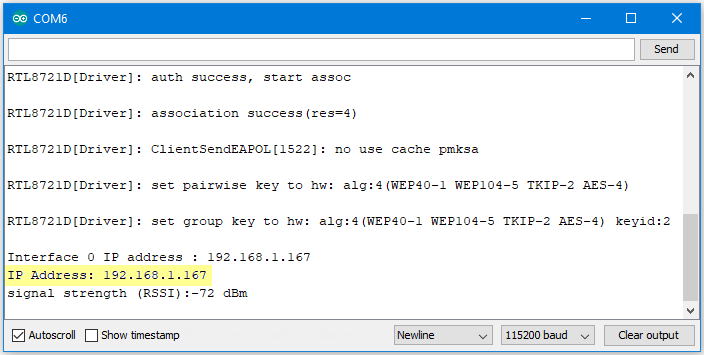 COM6
Send
RTL8721D[Driver]: auth success, start assoc
RTL8721D[Driver]: association success(res=4)
RTL8721D[Driver]: ClientSendEAPOL[1522]: no use cache pmksa
RTL8721D[Driver]: set pairwise key to hw: alg:4(WEP40-1 WEP104-5 TKIP-2 AES-4)
RTL8721D[Driver]: set group key to hw: alg:4(WEP40-1 WEP104-5 TKIP-2 AES-4) keyid:2
Interface 0 IP address : 192.168.1.167
IP Address: 192.168.1.167
signal strength (RSSI):-72 dBm
Autoscroll Show timestamp Newline 115200 baud Clear output